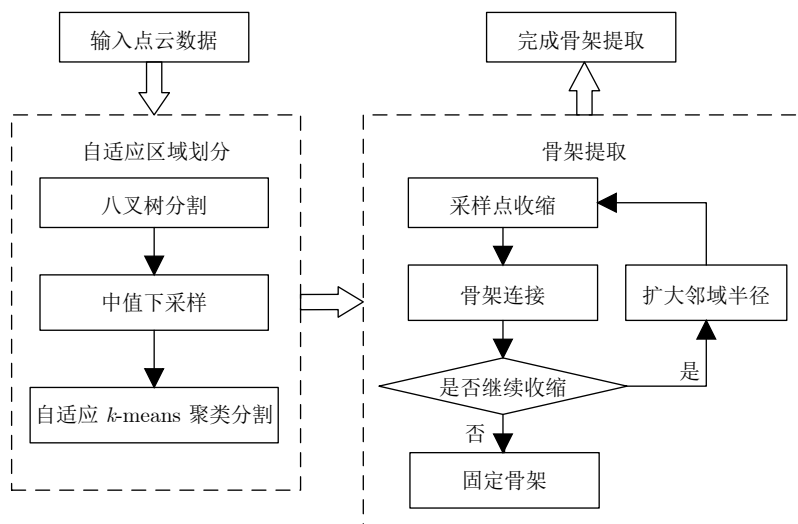 输入点云数据
完成骨架提取
自适应区域划分
八叉树分割
中值下采样
自适应 k-means 聚类分割
骨架提取
采样点收缩
骨架连接
扩大邻域半径
是否继续收缩
是
否
固定骨架